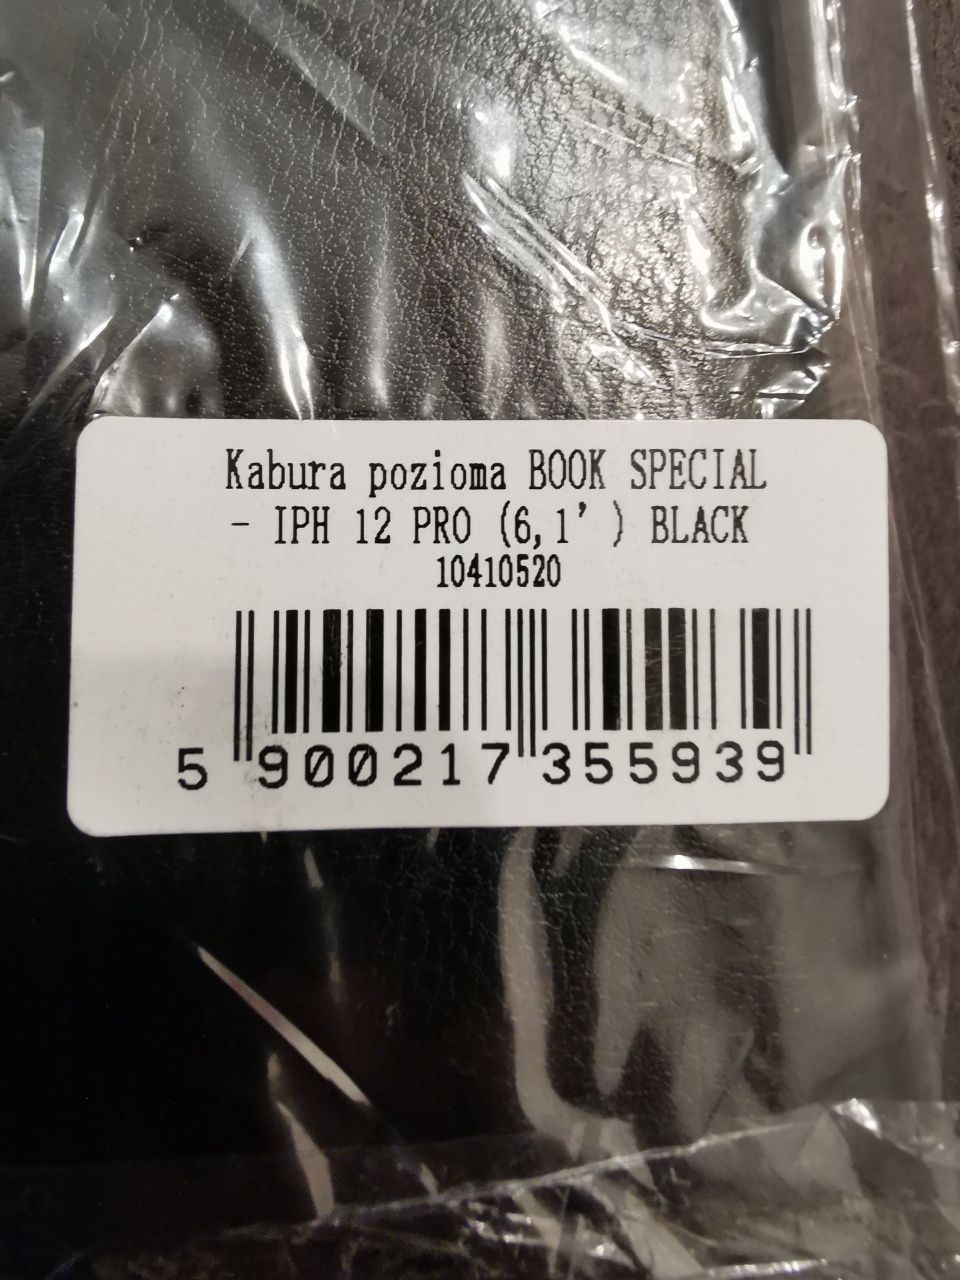 Kabura pozioma BOOK SPECIAL
- IPH 12 PRO (6,1') BLACK
10410520
5 900217 355939